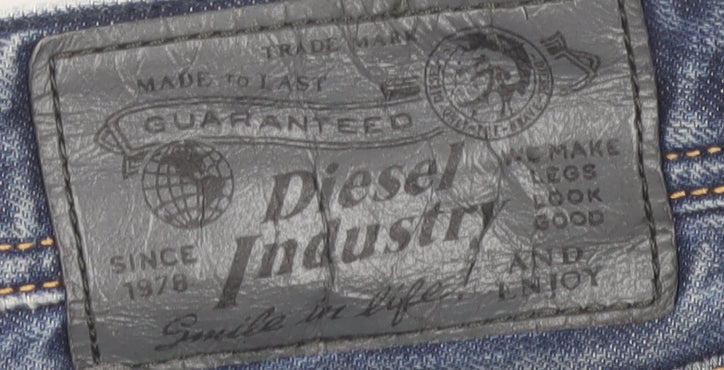 TRADE MARK
MADE TO LAST
GUARANTEED
Diesel
Industry
WE MAKE
LEGS
LOOK
GOOD
SINCE
1978
AND
ENJOY
Smile in life!